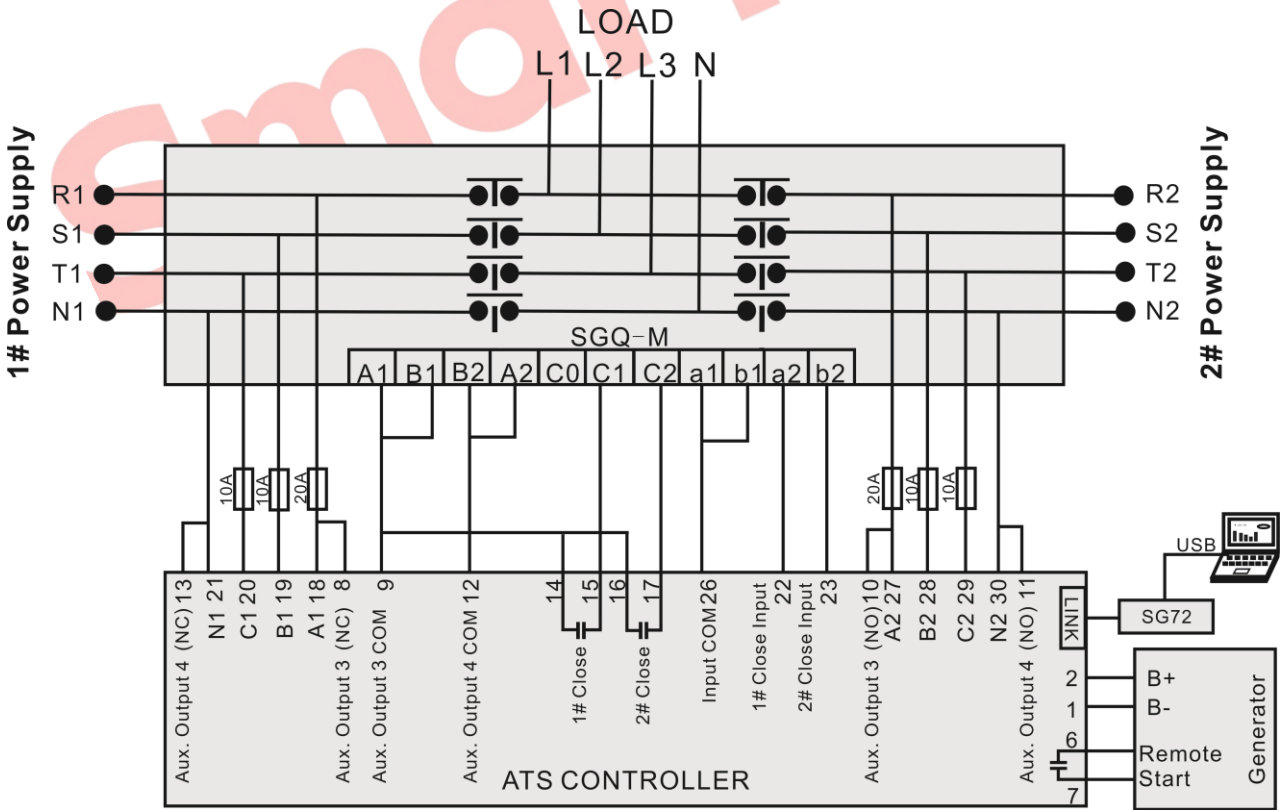 Smar
LOAD
L1 L2 L3 N
1# Power Supply
R1
S1
T1
N1
R2
S2
T2
N2
2# Power Supply
SGQ-M
A1 B1 B2 A2 C0 C1 C2 a1 b1 a2 b2
10A
10A
20A
20A
10A
10A
USB
Aux. Output 4 (NC) 13
N1 21
C1 20
B1 19
A1 18
Aux. Output 3 (NC) 8
Aux. Output 3 COM 9
Aux. Output 4 COM 12
14
1# Close 15
16
2# Close 17
Input COM 26
1# Close Input 22
2# Close Input 23
Aux. Output 3 (NO) 10
A2 27
B2 28
C2 29
N2 30
Aux. Output 4 (NO) 11
LINK
SG72
2
1
6
7
B+
B-
Remote
Start
Generator
ATS CONTROLLER